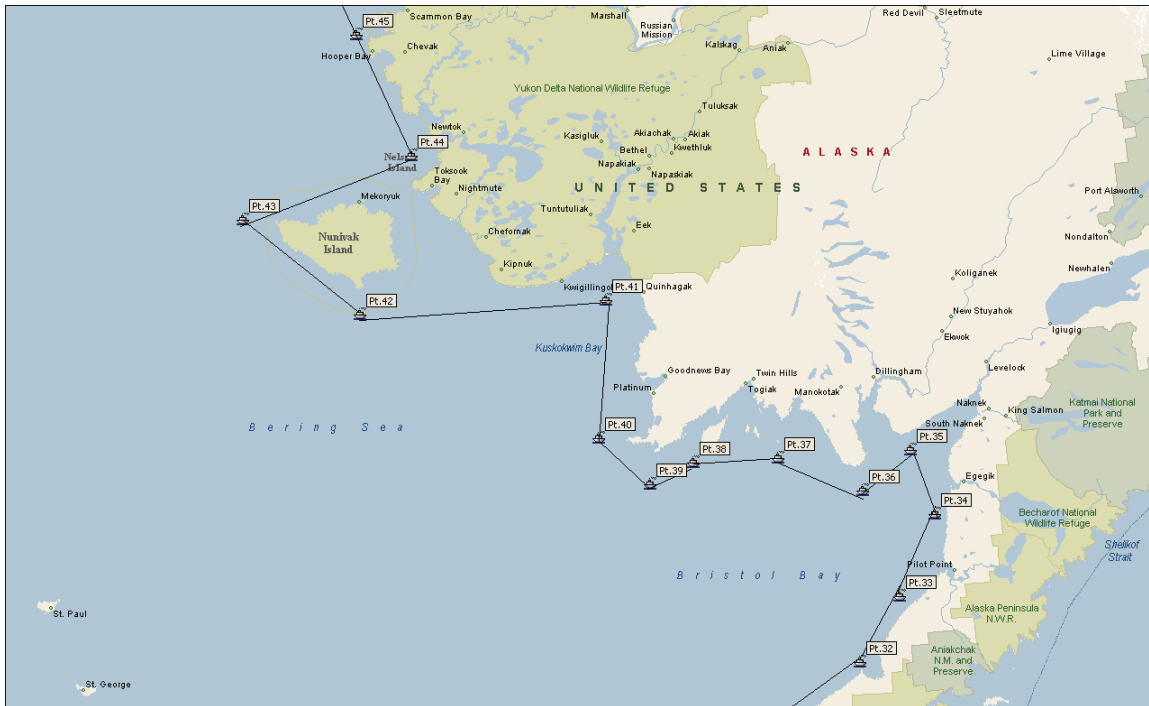 Pt.45
Scammon Bay
Marshall
Russian
Mission
Red Devil
Sleetmute
Hooper Bay
Chevak
Kalskag
Aniak
Lime Village
Yukon Delta National Wildlife Refuge
Tuluksak
Newtok
Kasigluk
Akiachak
Akiak
Pt.44
Bethel
Kwethluk
ALASKA
Nels
Island
Toksook
Bay
Napakiak
Napaskiak
Nightmute
UNITED STATES
Port Alsworth
Mekoryuk
Pt.43
Tuntutuliak
Eek
Nunivak
Island
Chefornak
Nondalton
Kipnuk
Koliganek
Newhalen
Kwigillingo
Pt.41
Quinhagak
Pt.42
New Stuyahok
Igiugig
Ekwok
Kuskokwim Bay
Levelock
Goodnews Bay
Twin Hills
Dillingham
Platinum
Togiak
Manokotak
Katmai National
Park and
Preserve
Naknek
King Salmon
South Naknek
Bering Sea
Pt.40
Pt.35
Pt.38
Pt.37
Pt.39
Pt.36
Egegik
Pt.34
Becharof National
Wildlife Refuge
Shelikof
Strait
Pilot Point
Bristol Bay
Pt.33
Alaska Peninsula
N.W.R.
St. Paul
Pt.32
Aniakchak
N.M. and
Preserve
St. George